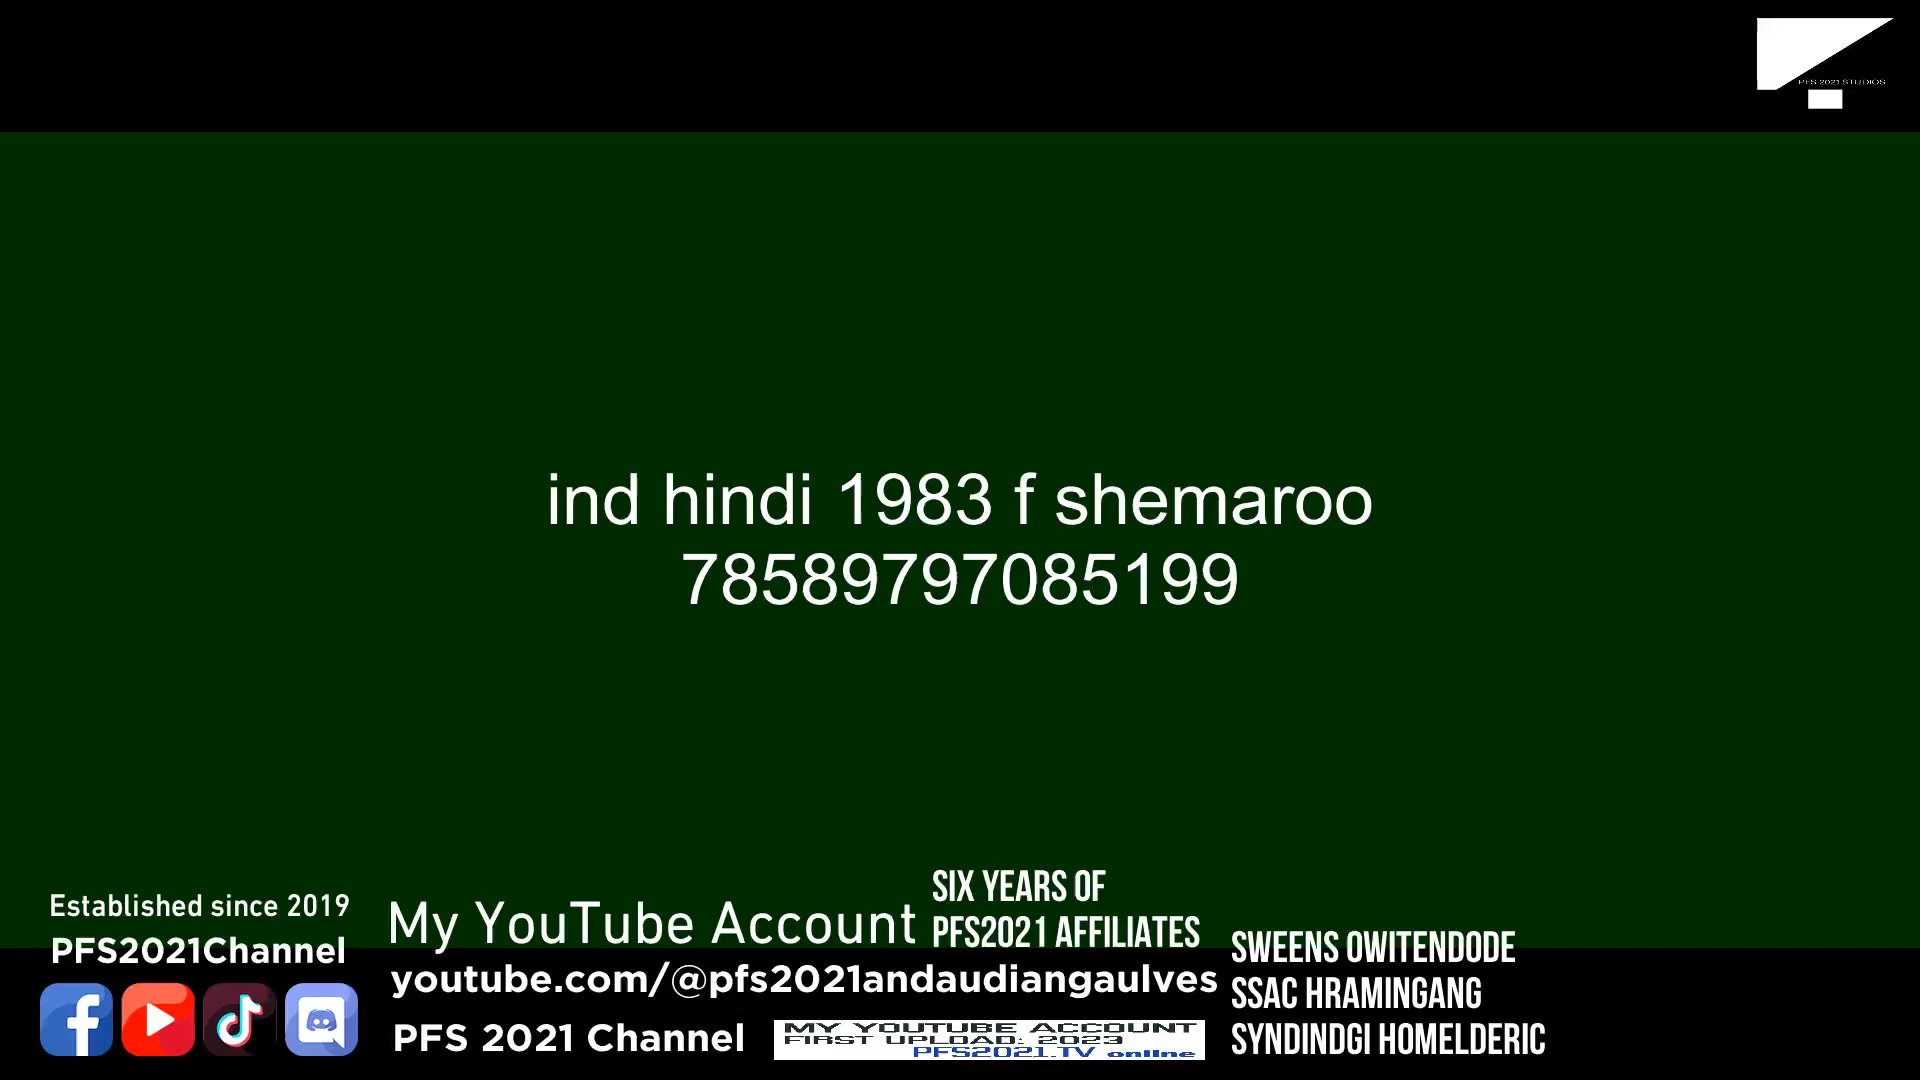 PFS 2021 STUDIOS
ind hindi 1983 f shemaroo
78589797085199
Established since 2019
PFS2021Channel
My YouTube Account
youtube.com/@pfs2021andaudiangaulves
PFS 2021 Channel
SIX YEARS OF
PFS2021 AFFILIATES
MY YOUTUBE ACCOUNT
FIRST UPLOAD: 2023
PFS2021.TV online
SWEENS OWITENDODE
SSAC HRAMINGANG
SYNDINDGI HOMELDERIC